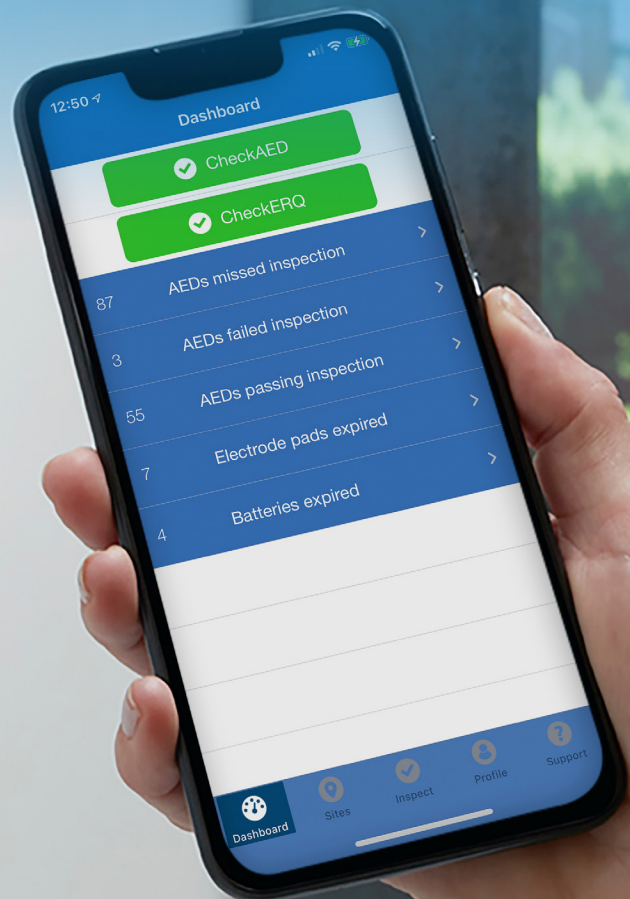 12:50
Dashboard
CheckAED
CheckERQ
87 AEDs missed inspection
3 AEDs failed inspection
55 AEDs passing inspection
7 Electrode pads expired
4 Batteries expired
Dashboard Sites Inspect Profile Support